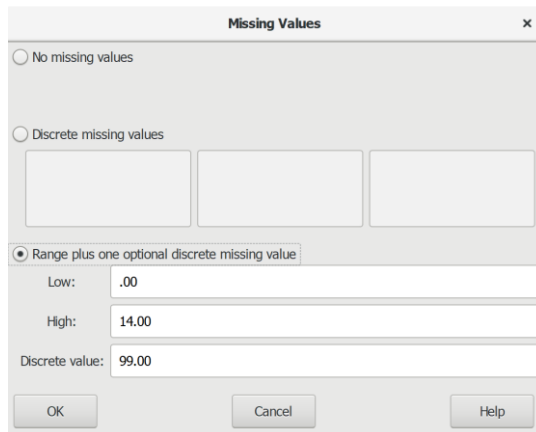 Missing Values ×
No missing values
Discrete missing values
Range plus one optional discrete missing value
Low: .00
High: 14.00
Discrete value: 99.00
OK Cancel Help